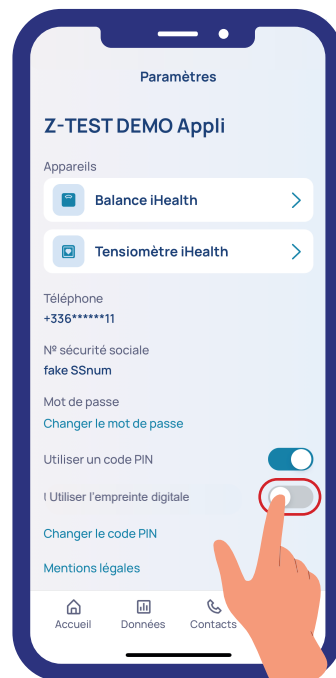 Paramètres
Z-TEST DEMO Appli
Appareils
Balance iHealth
Tensiomètre iHealth
Téléphone
+336******11
Nº sécurité sociale
fake SSnum
Mot de passe
Changer le mot de passe
Utiliser un code PIN
l Utiliser l'empreinte digitale
Changer le code PIN
Mentions légales
Accueil Données Contacts